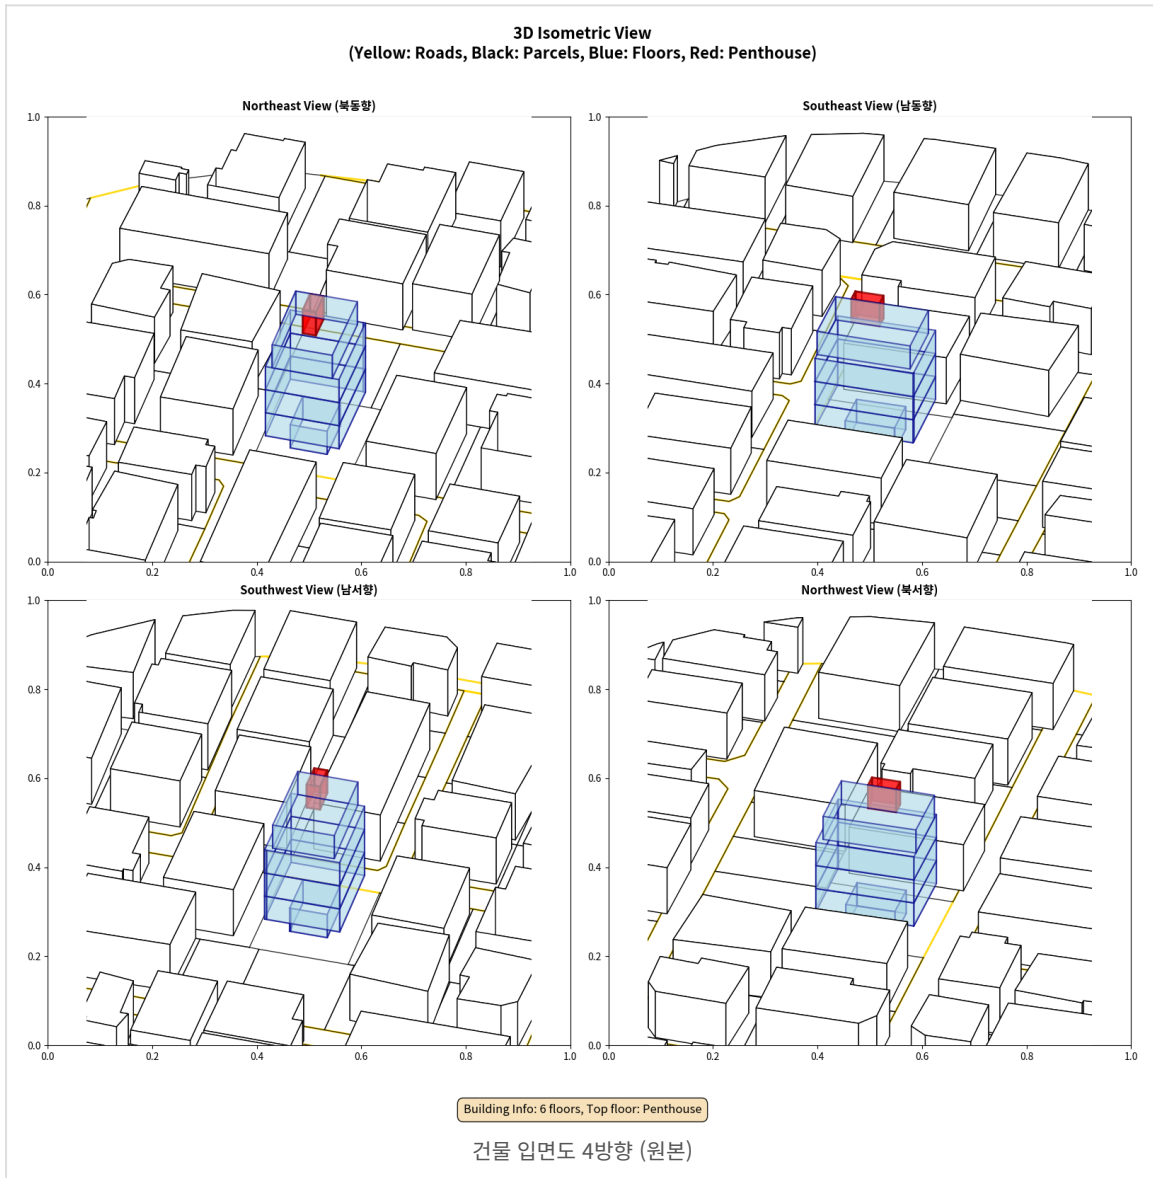 3D Isometric View
(Yellow: Roads, Black: Parcels, Blue: Floors, Red: Penthouse)
Northeast View (북동향)
1.0
0.8
0.6
0.4
0.2
0.0
0.0 0.2 0.4 0.6 0.8 1.0
Southeast View (남동향)
1.0
0.8
0.6
0.4
0.2
0.0
0.0 0.2 0.4 0.6 0.8 1.0
Southwest View (남서향)
1.0
0.8
0.6
0.4
0.2
0.0
0.0 0.2 0.4 0.6 0.8 1.0
Northwest View (북서향)
1.0
0.8
0.6
0.4
0.2
0.0
0.0 0.2 0.4 0.6 0.8 1.0
Building Info: 6 floors, Top floor: Penthouse
건물 입면도 4방향 (원본)